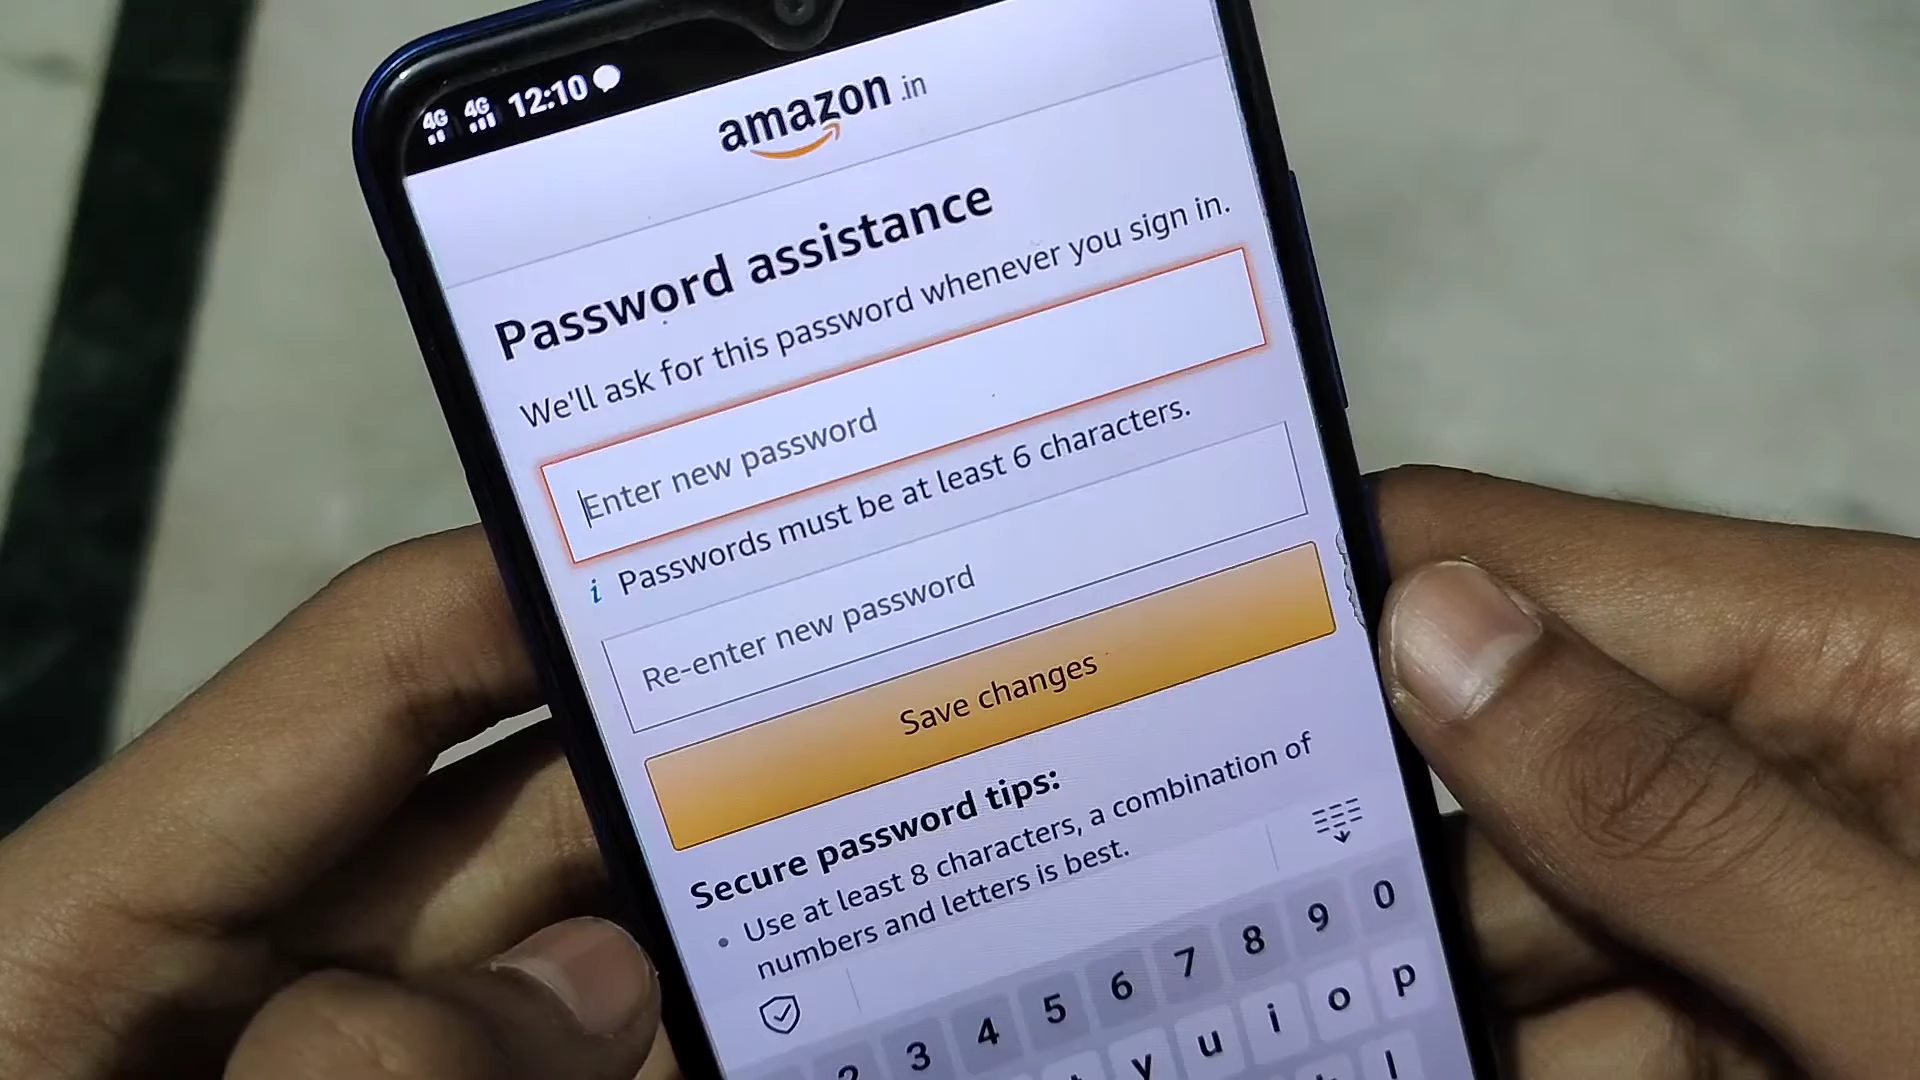 4G 4G 12:10
amazon.in
Password assistance
We'll ask for this password whenever you sign in.
Enter new password
i Passwords must be at least 6 characters.
Re-enter new password
Save changes
Secure password tips:
• Use at least 8 characters, a combination of
numbers and letters is best.
2 3 4 5 6 7 8 9 0
y u i o p
l